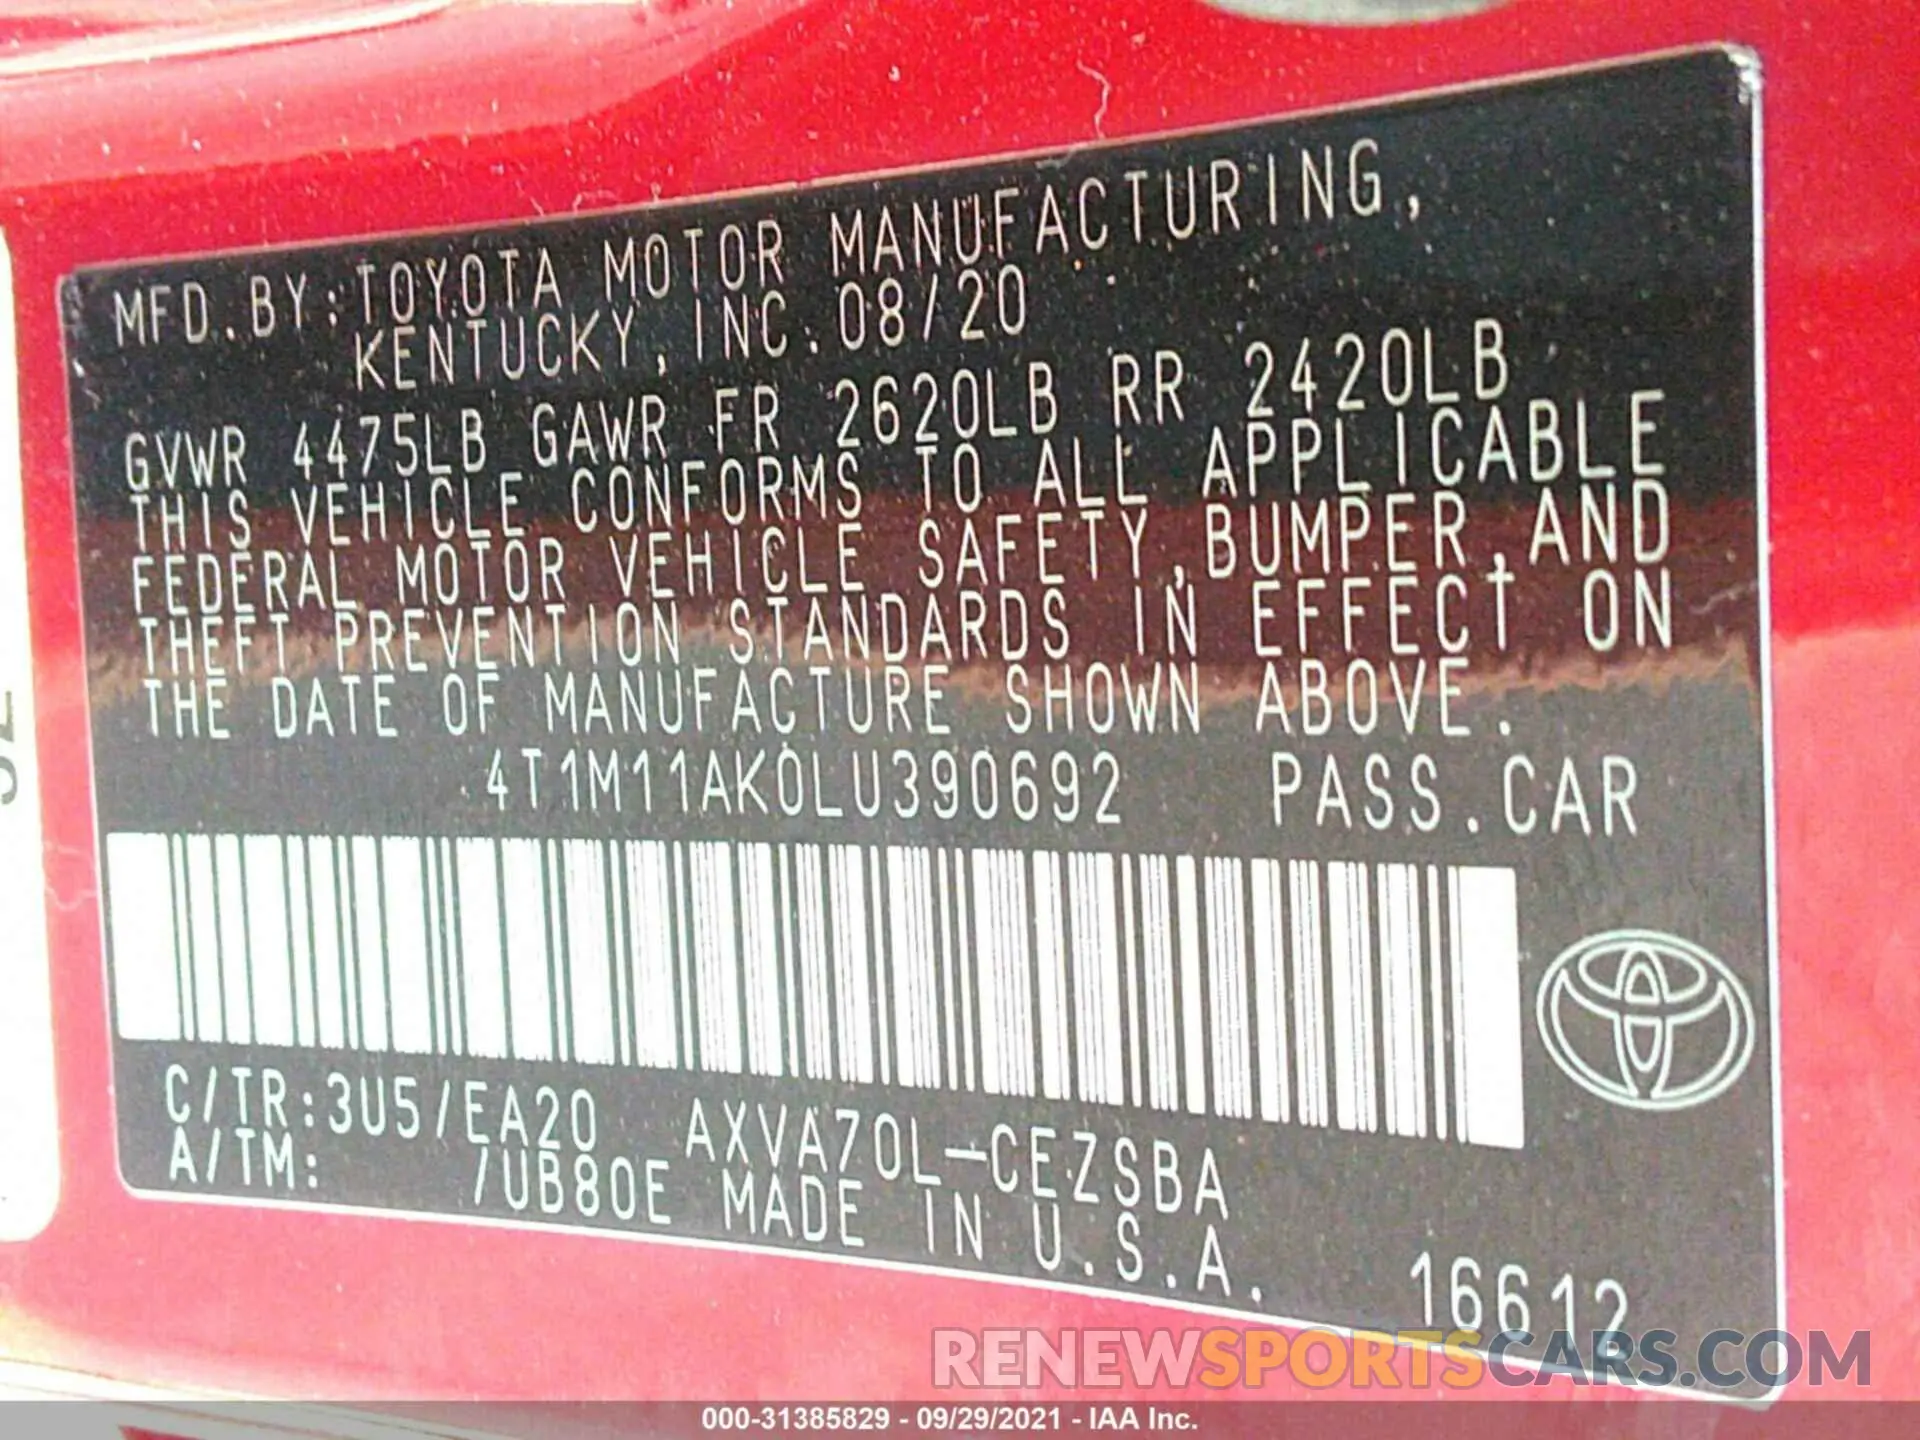 MFD.BY:TOYOTA MOTOR MANUFACTURING,
KENTUCKY, INC. 08/20
GVWR 4475LB GAWR FR 2620LB RR 2420LB
THIS VEHICLE CONFORMS TO ALL APPLICABLE
FEDERAL MOTOR VEHICLE SAFETY,BUMPER,AND
THEFT PREVENTION STANDARDS IN EFFECT ON
THE DATE OF MANUFACTURE SHOWN ABOVE.
4T1M11AK0LU390692 PASS.CAR
C/TR:3U5/EA20 AXVA70L-CEZSBA
A/TM: /UB80E MADE IN U.S.A.
16612
RENEWSPORTSCARS.COM
000-31385829 - 09/29/2021 - IAA Inc.